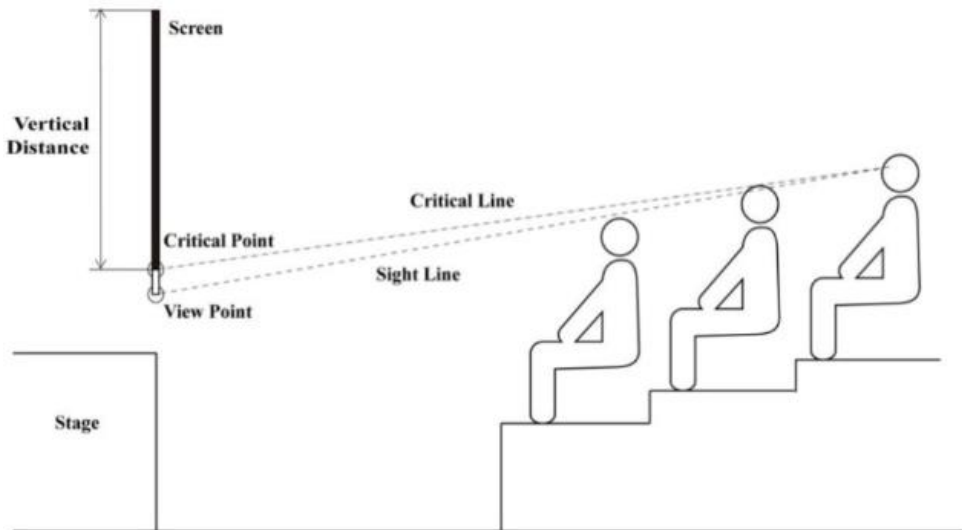 Screen
Vertical
Distance
Critical Line
Critical Point
Sight Line
View Point
Stage